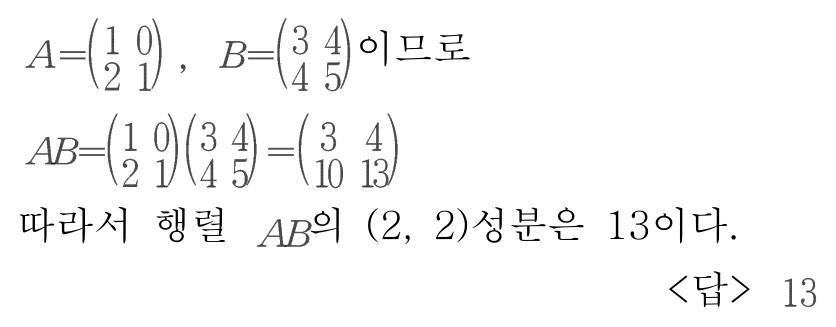 A=(1 0 2 1) , B=(3 4 4 5)이므로
AB=(1 0 2 1)(3 4 4 5)=(3 4 10 13)
따라서 행렬 AB의 (2, 2)성분은 13이다.
<답> 13